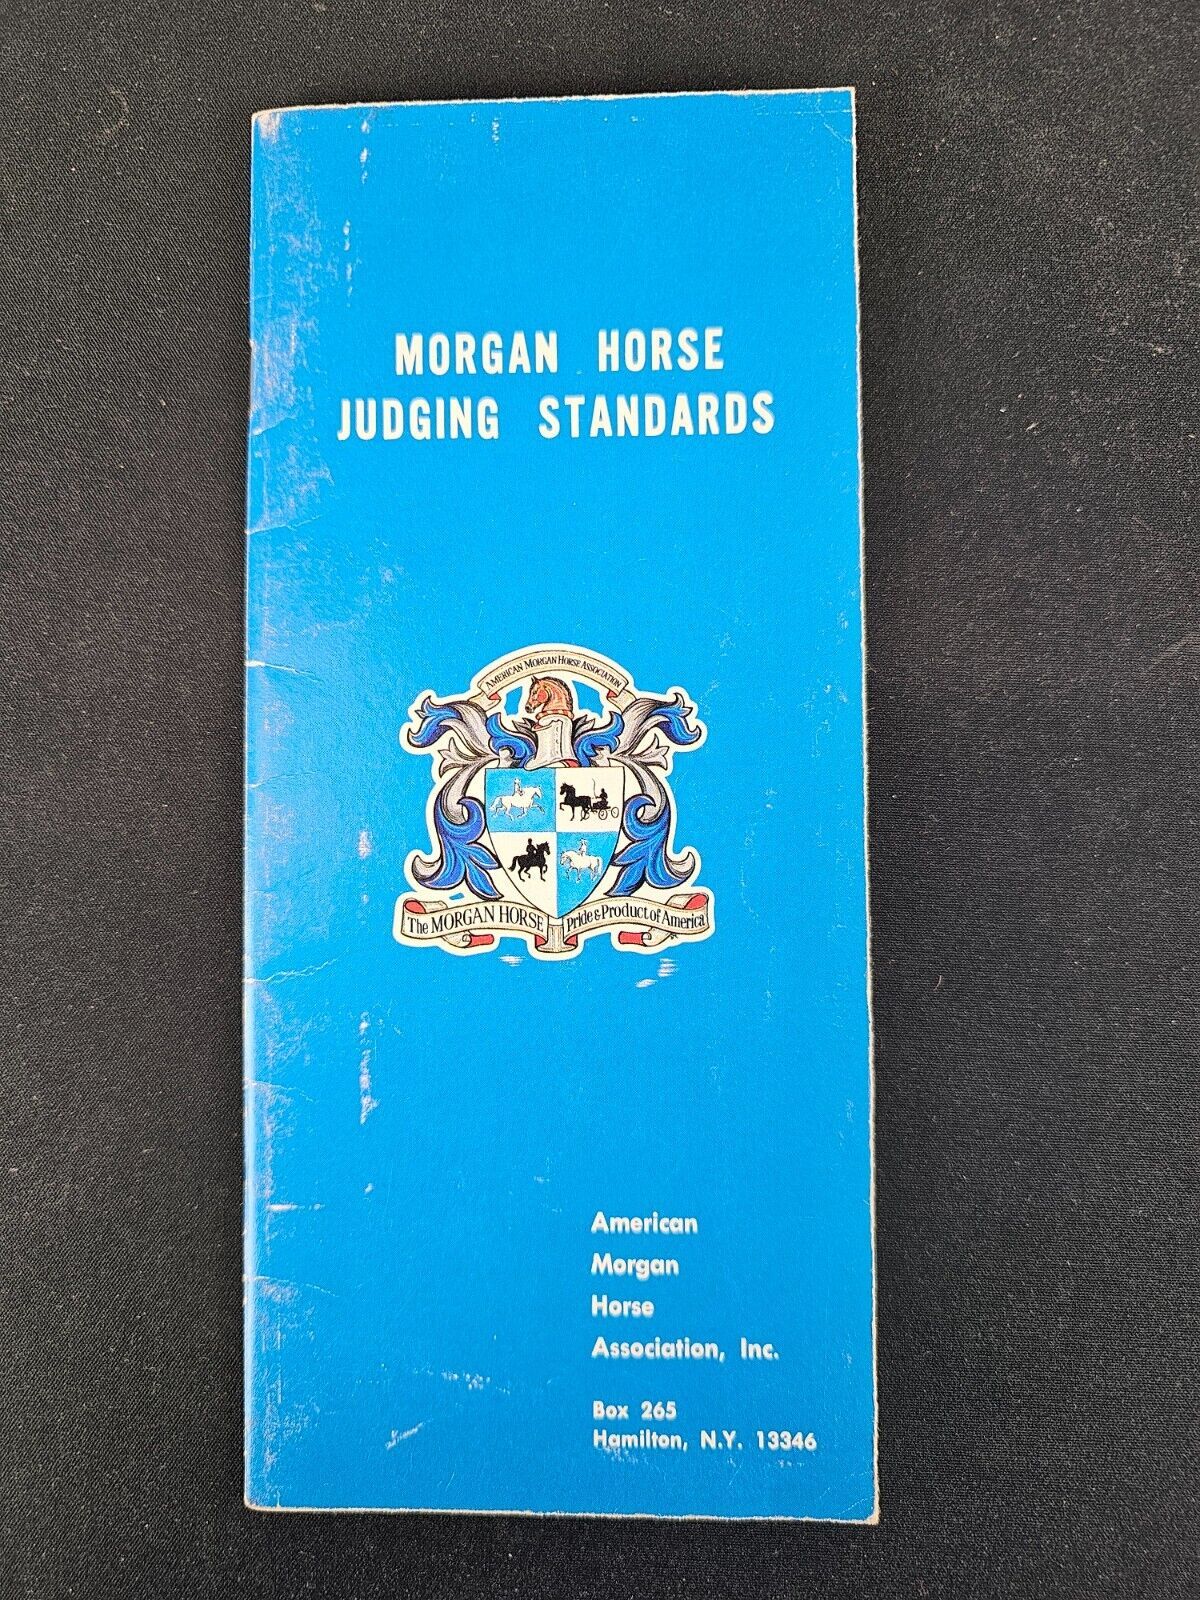 MORGAN HORSE
JUDGING STANDARDS
AMERICAN MORGAN HORSE ASSOCIATION
The MORGAN HORSE Pride & Product of America
American
Morgan
Horse
Association, Inc.
Box 265
Hamilton, N.Y. 13346